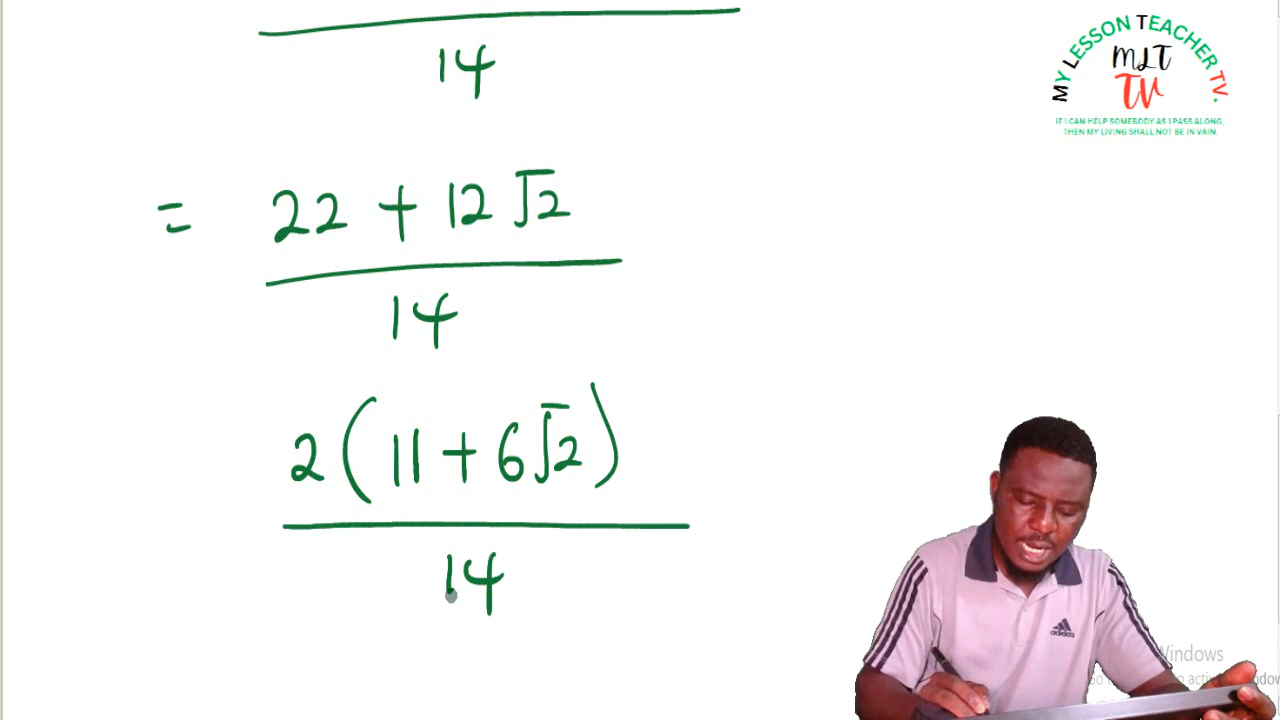 14
MY LESSON TEACHER TV.
MLT
TV
IF I CAN HELP SOMEBODY AS I PASS ALONG,
THEN MY LIVING SHALL NOT BE IN VAIN.
= 22 + 12√2
14
2(11 + 6√2)
14
adidas
Windows